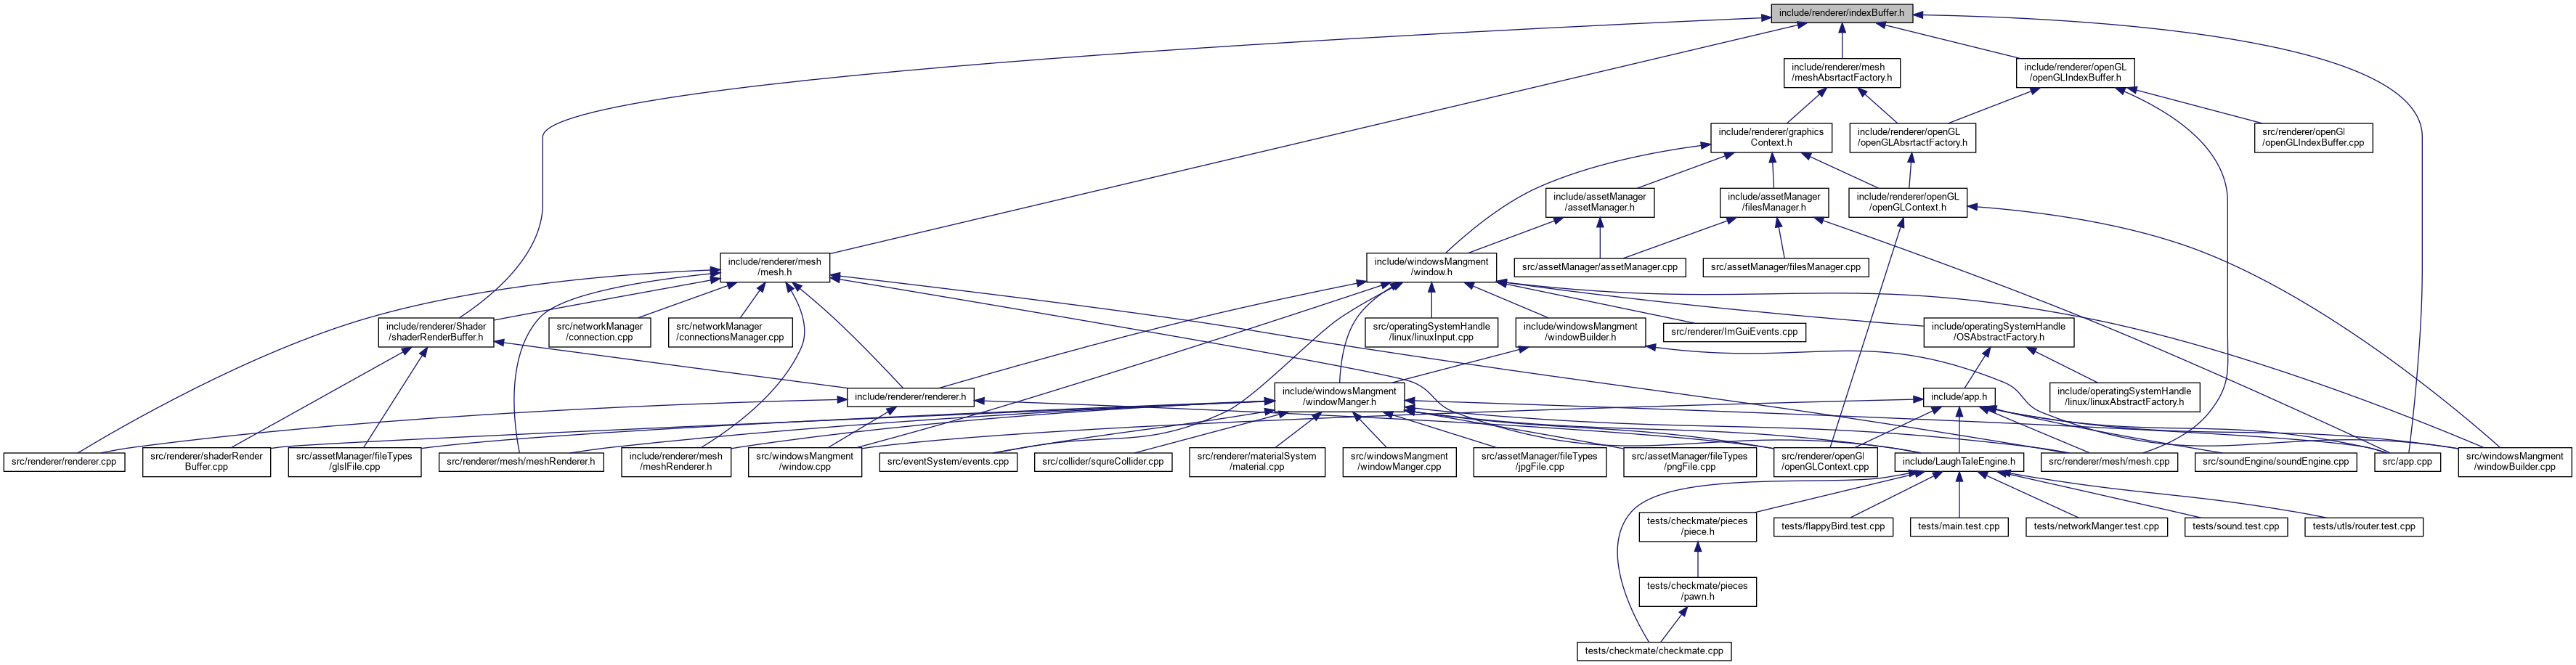 include/renderer/indexBuffer.h
include/renderer/mesh
/meshAbsrtactFactory.h
include/renderer/openGL
/openGLIndexBuffer.h
include/renderer/graphics
Context.h
include/renderer/openGL
/openGLAbsrtactFactory.h
src/renderer/openGl
/openGLIndexBuffer.cpp
include/assetManager
/assetManager.h
include/assetManager
/filesManager.h
include/renderer/openGL
/openGLContext.h
include/renderer/mesh
/mesh.h
include/windowsMangment
/window.h
src/assetManager/assetManager.cpp
src/assetManager/filesManager.cpp
include/renderer/Shader
/shaderRenderBuffer.h
src/networkManager
/connection.cpp
src/networkManager
/connectionsManager.cpp
src/operatingSystemHandle
/linux/linuxInput.cpp
include/windowsMangment
/windowBuilder.h
src/renderer/ImGuiEvents.cpp
include/operatingSystemHandle
/OSAbstractFactory.h
include/renderer/renderer.h
include/windowsMangment
/windowManger.h
include/app.h
include/operatingSystemHandle
/linux/linuxAbstractFactory.h
src/renderer/renderer.cpp
src/renderer/shaderRender
Buffer.cpp
src/assetManager/fileTypes
/glslFile.cpp
src/renderer/mesh/meshRenderer.h
include/renderer/mesh
/meshRenderer.h
src/windowsMangment
/window.cpp
src/eventSystem/events.cpp
src/collider/squreCollider.cpp
src/renderer/materialSystem
/material.cpp
src/windowsMangment
/windowManger.cpp
src/assetManager/fileTypes
/jpgFile.cpp
src/assetManager/fileTypes
/pngFile.cpp
src/renderer/openGl
/openGLContext.cpp
include/LaughTaleEngine.h
src/renderer/mesh/mesh.cpp
src/soundEngine/soundEngine.cpp
src/app.cpp
src/windowsMangment
/windowBuilder.cpp
tests/checkmate/pieces
/piece.h
tests/flappyBird.test.cpp
tests/main.test.cpp
tests/networkManger.test.cpp
tests/sound.test.cpp
tests/utls/router.test.cpp
tests/checkmate/pieces
/pawn.h
tests/checkmate/checkmate.cpp